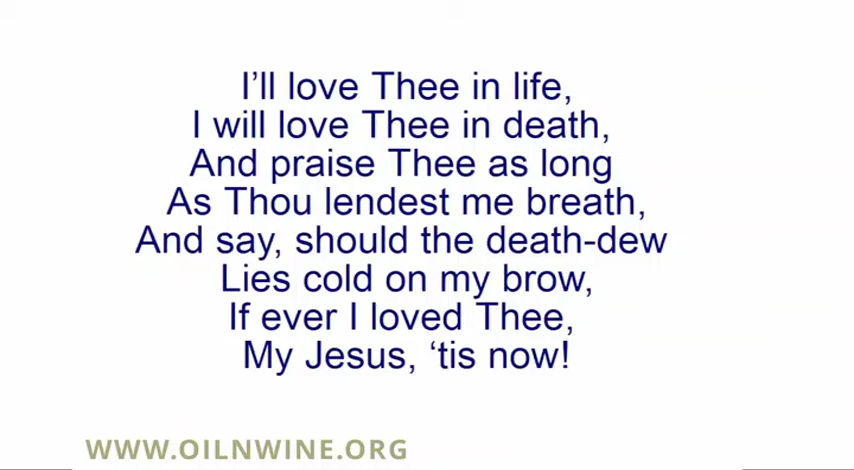 I’ll love Thee in life,
I will love Thee in death,
And praise Thee as long
As Thou lendest me breath,
And say, should the death-dew
Lies cold on my brow,
If ever I loved Thee,
My Jesus, ‘tis now!
WWW.OILNWINE.ORG